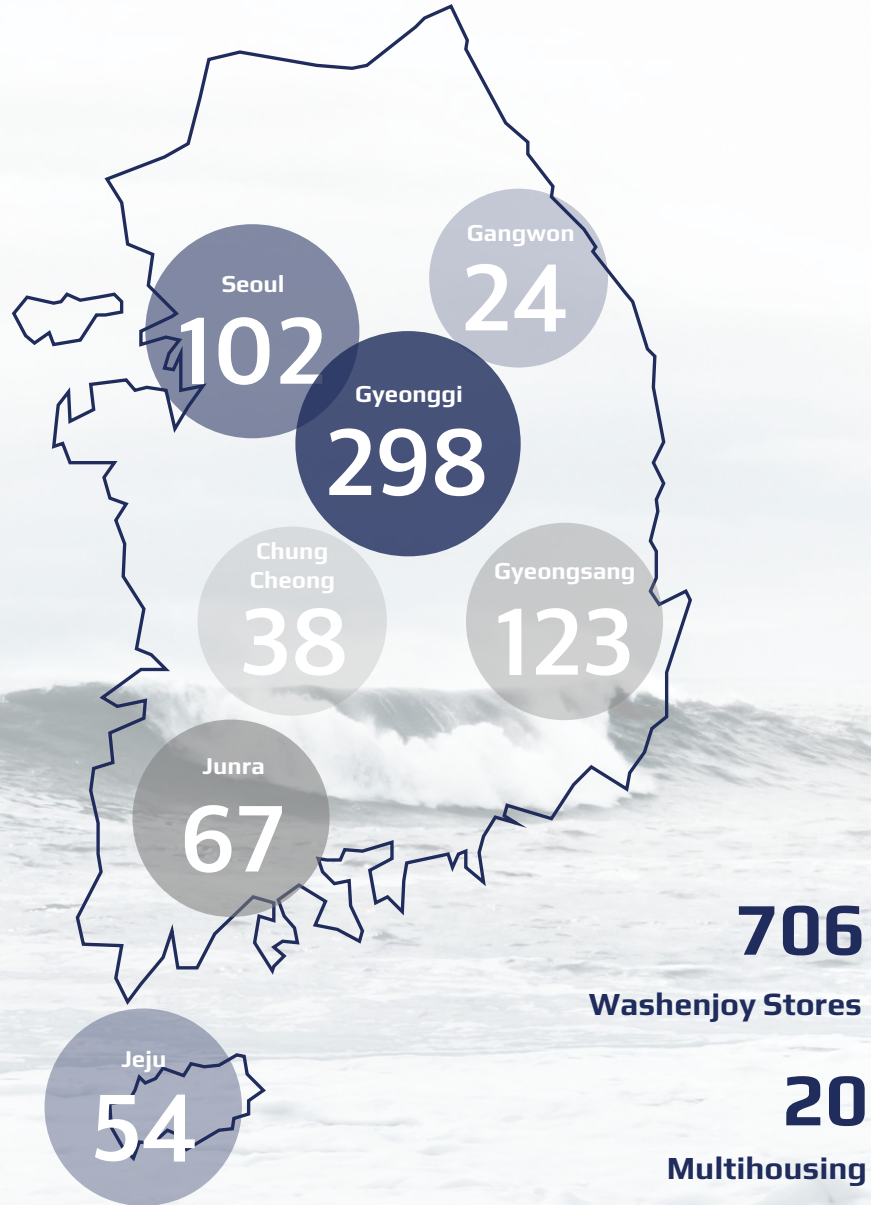 Gangwon
24
Seoul
102
Gyeonggi
298
Chung
Cheong
38
Gyeongsang
123
Junra
67
706
Washenjoy Stores
Jeju
54
20
Multihousing